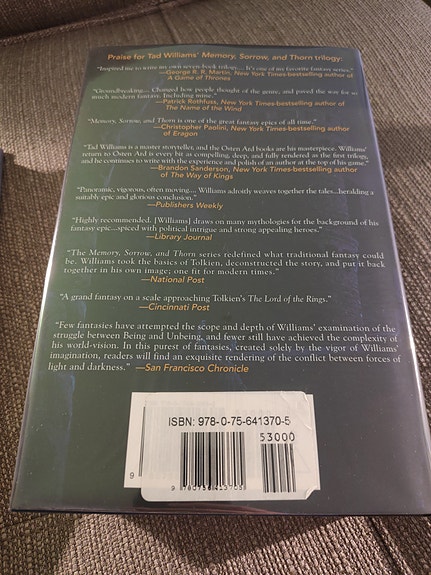 Praise for Tad Williams' Memory, Sorrow, and Thorn trilogy:
"Inspired me to write my own seven-book trilogy.... It's one of my favorite fantasy series."
—George R. R. Martin, New York Times-bestselling author of
A Game of Thrones
"Groundbreaking.... Changed how people thought of the genre, and paved the way for so
much modern fantasy. Including mine."
—Patrick Rothfuss, New York Times-bestselling author of
The Name of the Wind
"Memory, Sorrow, and Thorn is one of the great fantasy epics of all time."
—Christopher Paolini, New York Times-bestselling
author of Eragon
"Tad Williams is a master storyteller, and the Osten Ard books are his masterpiece. Williams'
return to Osten Ard is every bit as compelling, deep, and fully rendered as the first trilogy,
and he continues to write with the experience and polish of an author at the top of his game."
—Brandon Sanderson, New York Times-bestselling author
of The Way of Kings
"Panoramic, vigorous, often moving.... Williams adroitly weaves together the tales...heralding a
suitably epic and glorious conclusion." —Publishers Weekly
"Highly recommended. [Williams] draws on many mythologies for the background of his
fantasy epic...spiced with political intrigue and strong appealing heroes."
—Library Journal
"The Memory, Sorrow, and Thorn series redefined what traditional fantasy could
be. Williams took the basics of Tolkien, deconstructed the story, and put it back
together in his own image; one fit for modern times."
—National Post
"A grand fantasy on a scale approaching Tolkien's The Lord of the Rings."
—Cincinnati Post
"Few fantasies have attempted the scope and depth of Williams' examination of the
struggle between Being and Unbeing, and fewer still have achieved the complexity of
his world-vision. In this purest of fantasies, created solely by the vigor of Williams'
imagination, readers will find an exquisite rendering of the conflict between forces of
light and darkness." —San Francisco Chronicle
ISBN: 978-0-75-641370-5
53000
9 780756 413705